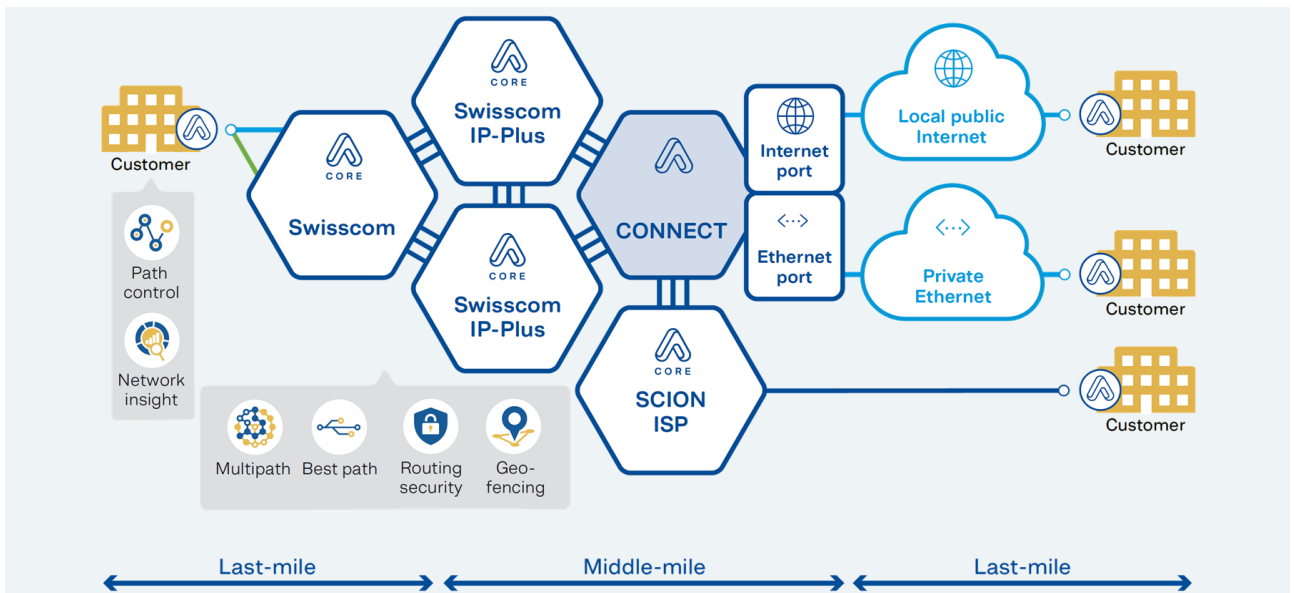 CORE
Swisscom
IP-Plus
Customer
CORE
Swisscom
CORE
Swisscom
IP-Plus
CONNECT
Internet
port
Ethernet
port
Local public
Internet
Customer
Private
Ethernet
Customer
CORE
SCION
ISP
Customer
Path
control
Network
insight
Multipath
Best path
Routing
security
Geo-
fencing
Last-mile
Middle-mile
Last-mile